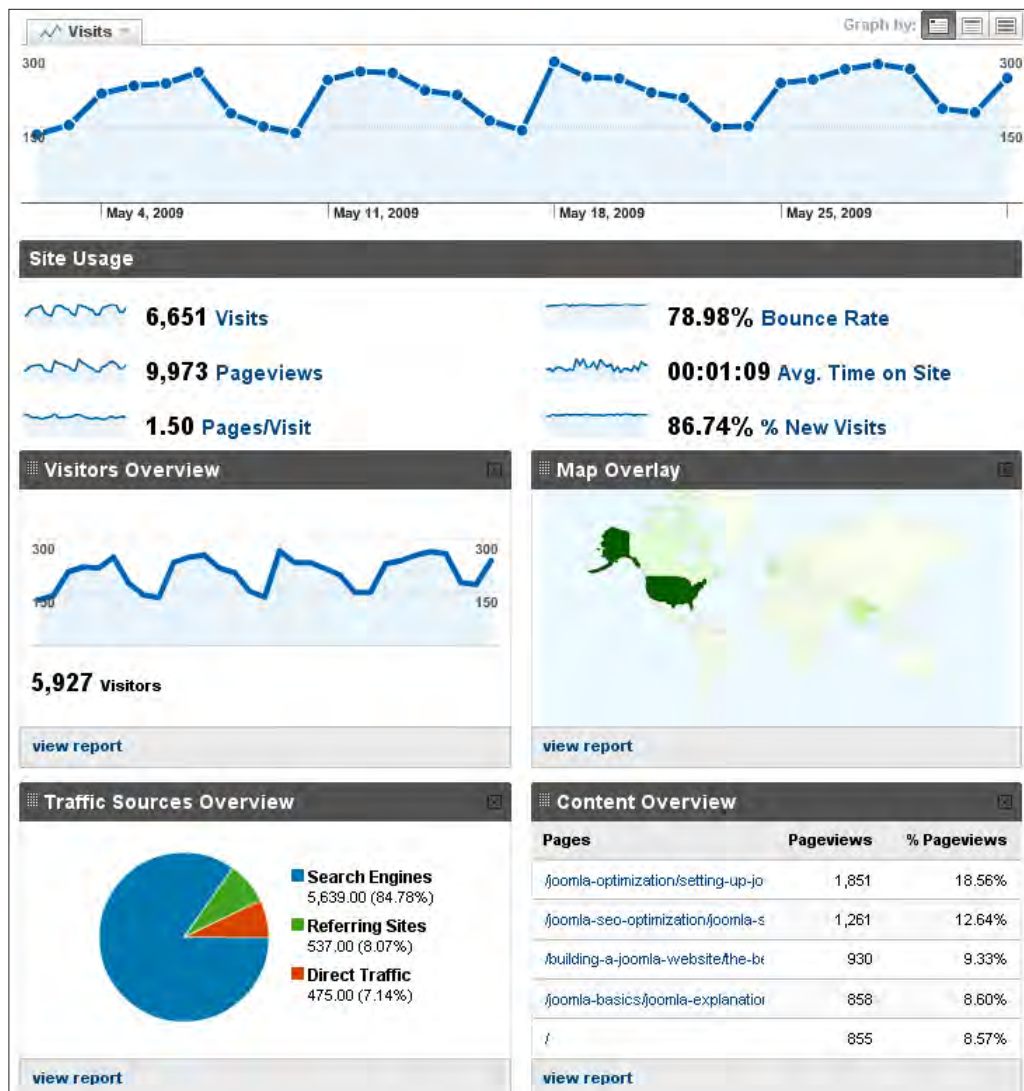 Visits
Graph by:
300 300
150 150
May 4, 2009 May 11, 2009 May 18, 2009 May 25, 2009
Site Usage
6,651 Visits
78.98% Bounce Rate
9,973 Pageviews
00:01:09 Avg. Time on Site
1.50 Pages/Visit
86.74% % New Visits
Visitors Overview
300 300
150 150
5,927 Visitors
view report
Map Overlay
view report
Traffic Sources Overview
Search Engines
5,639.00 (84.78%)
Referring Sites
537.00 (8.07%)
Direct Traffic
475.00 (7.14%)
view report
Content Overview
Pages Pageviews % Pageviews
/joomla-optimization/setting-up-jo 1,851 18.56%
/joomla-seo-optimization/joomla-s 1,261 12.64%
/building-a-joomla-website/the-be 930 9.33%
/joomla-basics/joomla-explanation 858 8.60%
/ 855 8.57%
view report